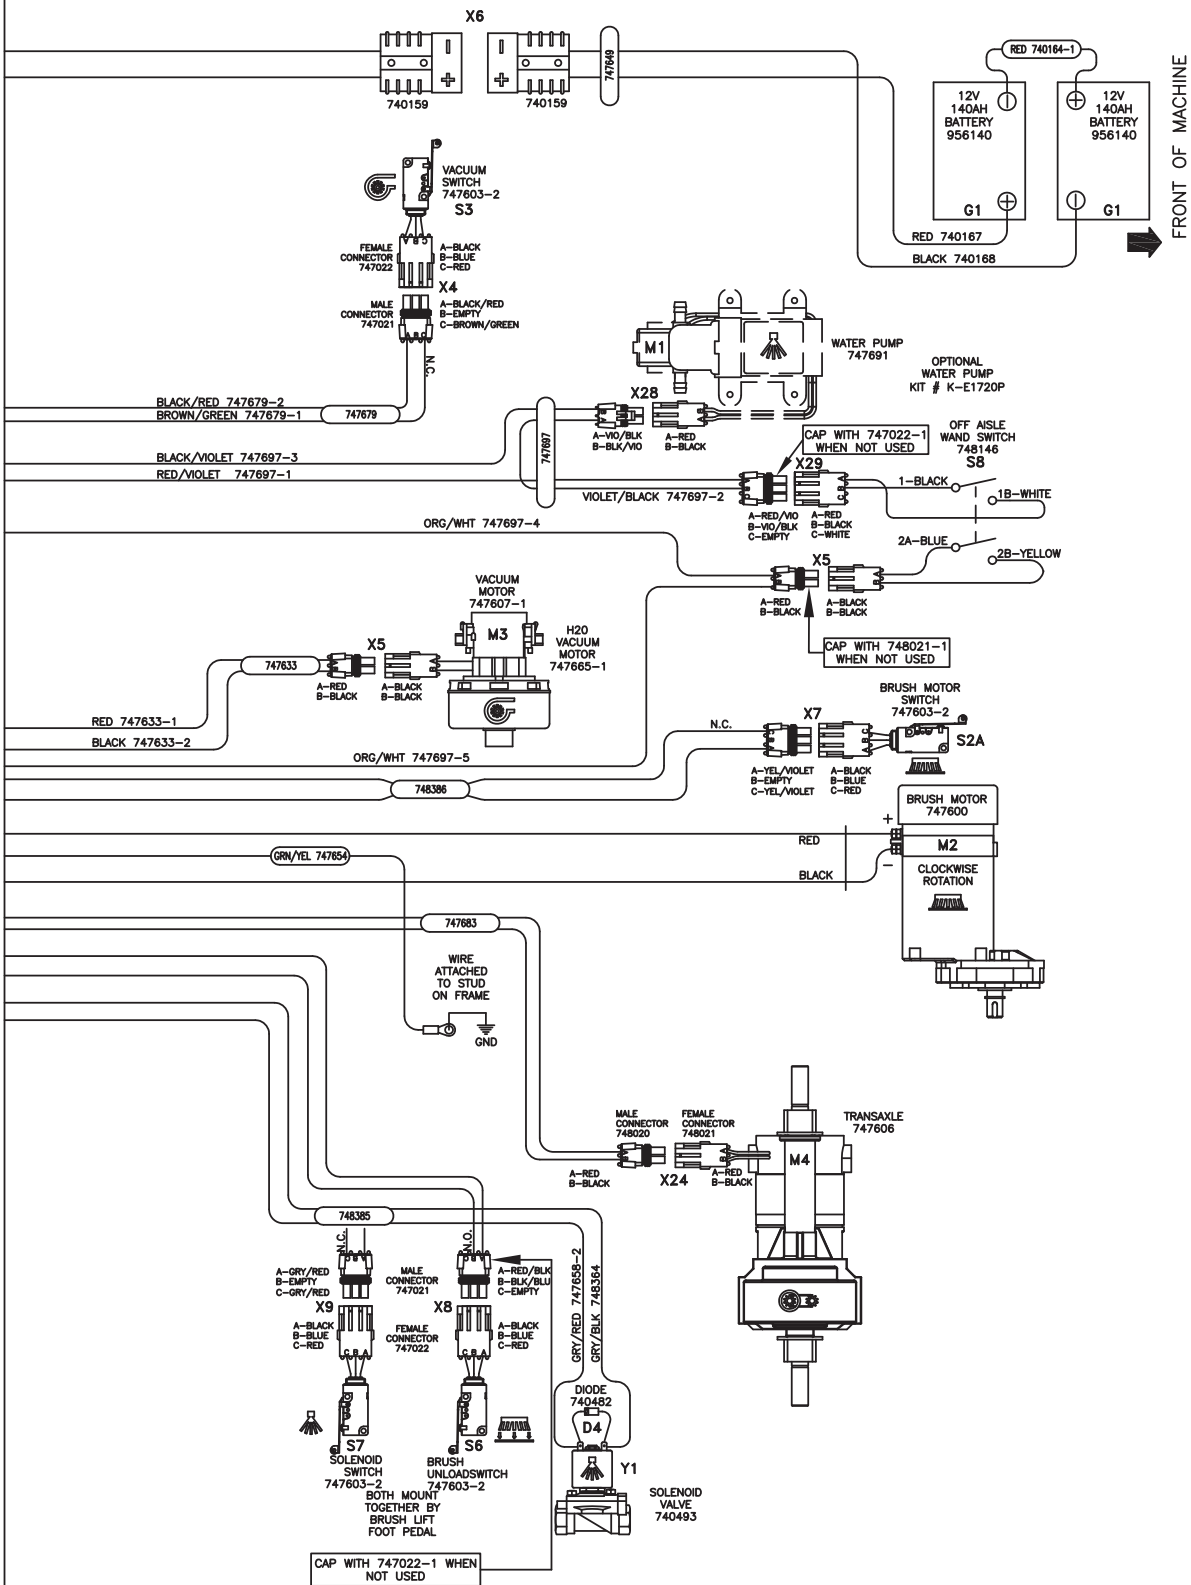 X6
740159
740159
747649
RED 740164-1
12V
140AH
BATTERY
956140
G1
12V
140AH
BATTERY
956140
G1
FRONT OF MACHINE
RED 740167
BLACK 740168
VACUUM
SWITCH
747603-2
S3
FEMALE
CONNECTOR
747022
A B C
A-BLACK
B-BLUE
C-RED
X4
MALE
CONNECTOR
747021
A-BLACK/RED
B-EMPTY
C-BROWN/GREEN
A B C
N.C.
BLACK/RED 747679-2
BROWN/GREEN 747679-1
747679
M1
WATER PUMP
747691
OPTIONAL
WATER PUMP
KIT # K-E1720P
X28
A-VIO/BLK
B-BLK/VIO
A-RED
B-BLACK
BLACK/VIOLET 747697-3
RED/VIOLET 747697-1
747697
CAP WITH 747022-1
WHEN NOT USED
OFF AISLE
WAND SWITCH
748146
S8
X29
VIOLET/BLACK 747697-2
A-RED/VIO
B-VIO/BLK
C-EMPTY
A-RED
B-BLACK
C-WHITE
1-BLACK
1B-WHITE
2A-BLUE
2B-YELLOW
ORG/WHT 747697-4
X5
A-RED
B-BLACK
A-BLACK
B-BLACK
CAP WITH 748021-1
WHEN NOT USED
VACUUM
MOTOR
747607-1
M3
H20
VACUUM
MOTOR
747665-1
X5
747633
A-RED
B-BLACK
A-BLACK
B-BLACK
RED 747633-1
BLACK 747633-2
ORG/WHT 747697-5
748386
N.C.
X7
A-YEL/VIOLET
B-EMPTY
C-YEL/VIOLET
A-BLACK
B-BLUE
C-RED
BRUSH MOTOR
SWITCH
747603-2
S2A
BRUSH MOTOR
747600
+
M2
-
CLOCKWISE
ROTATION
RED
BLACK
GRN/YEL 747654
747683
WIRE
ATTACHED
TO STUD
ON FRAME
GND
MALE
CONNECTOR
748020
FEMALE
CONNECTOR
748021
A-RED
B-BLACK
X24
A-RED
B-BLACK
TRANSAXLE
747606
M4
748385
N.C.
N.O.
A-GRY/RED
B-EMPTY
C-GRY/RED
X9
MALE
CONNECTOR
747021
A-RED/BLK
B-BLK/BLU
C-EMPTY
X8
A-BLACK
B-BLUE
C-RED
FEMALE
CONNECTOR
747022
A-BLACK
B-BLUE
C-RED
C B A
C B A
GRY/RED 747658-2
GRY/BLK 748364
S7
SOLENOID
SWITCH
747603-2
S6
BRUSH
UNLOADSWITCH
747603-2
BOTH MOUNT
TOGETHER BY
BRUSH LIFT
FOOT PEDAL
DIODE
740482
D4
Y1
SOLENOID
VALVE
740493
CAP WITH 747022-1 WHEN
NOT USED